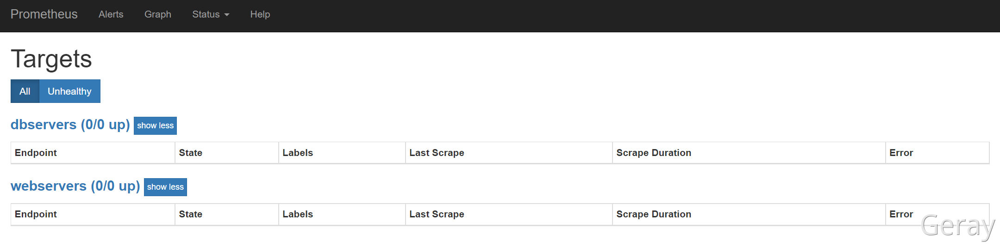 Prometheus Alerts Graph Status Help
Targets
All Unhealthy
dbservers (0/0 up) show less
Endpoint State Labels Last Scrape Scrape Duration Error
webservers (0/0 up) show less
Endpoint State Labels Last Scrape Scrape Duration Error
Geray